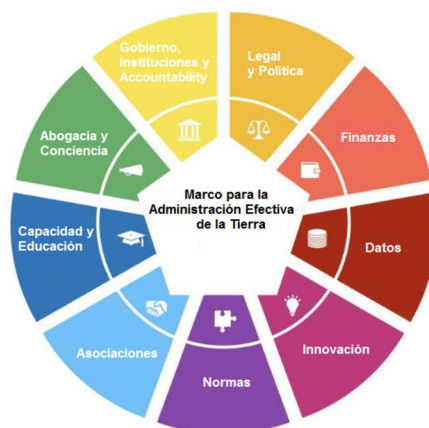 Gobierno,
Instituciones y
Accountability
Legal
y Política
Finanzas
Datos
Innovación
Normas
Asociaciones
Capacidad y
Educación
Abogacía y
Conciencia
Marco para la
Administración Efectiva
de la Tierra